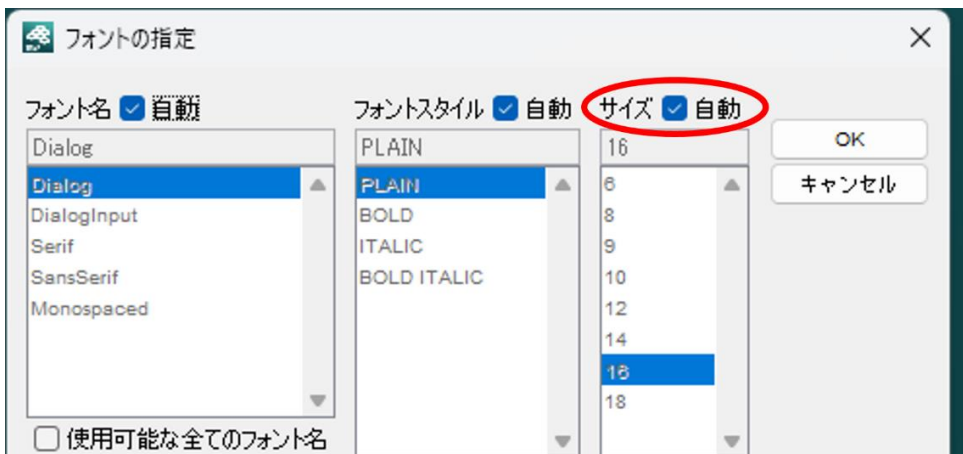 フォントの指定
フォント名 自動 フォントスタイル 自動 サイズ 自動
Dialog PLAIN 16 OK
Dialog PLAIN 6 キャンセル
DialogInput BOLD 8
Serif ITALIC 9
SansSerif BOLD ITALIC 10
Monospaced 12
14
16
18
使用可能な全てのフォント名